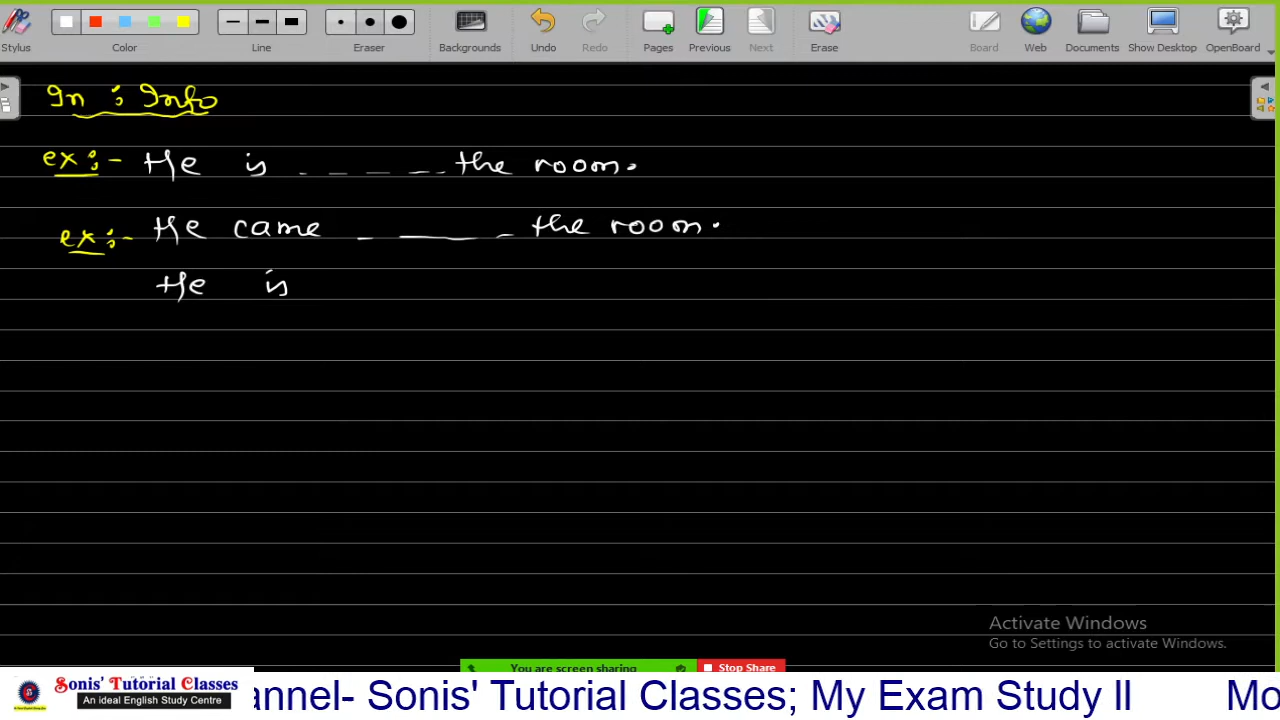 Stylus
Color
Line
Eraser
Backgrounds
Undo
Redo
Pages
Previous
Next
Erase
Board
Web
Documents
Show Desktop
OpenBoard
In : Info
ex:- He is _ _ _ _ _ the room.
ex:- He came _ ___ _ the room.
He is
Activate Windows
Go to Settings to activate Windows.
You are screen sharing
Stop Share
Sonis' Tutorial Classes
An ideal English Study Centre
annel- Sonis' Tutorial Classes; My Exam Study ll Mo